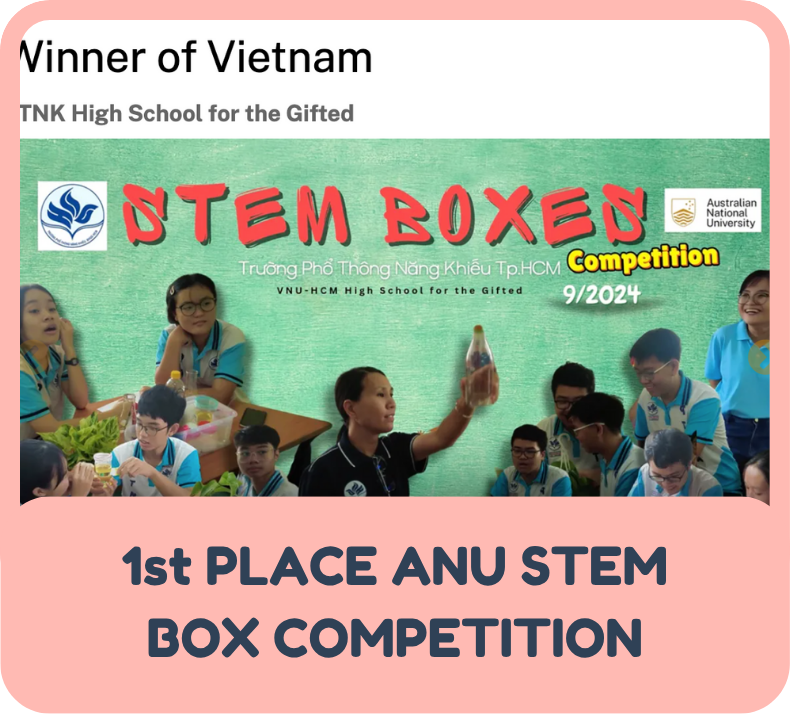 Winner of Vietnam
TNK High School for the Gifted
STEM BOXES
Australian
National
University
Trường Phổ Thông Năng Khiếu Tp.HCM
Competition
VNU-HCM High School for the Gifted
9/2024
1st PLACE ANU STEM
BOX COMPETITION